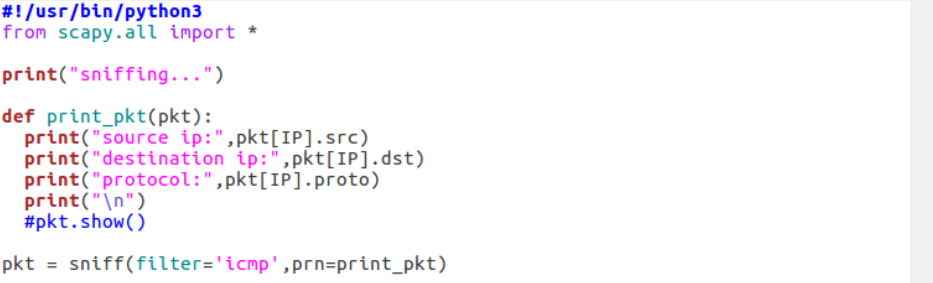 #!/usr/bin/python3
from scapy.all import *
print("sniffing...")
def print_pkt(pkt):
  print("source ip:",pkt[IP].src)
  print("destination ip:",pkt[IP].dst)
  print("protocol:",pkt[IP].proto)
  print("\n")
  #pkt.show()
pkt = sniff(filter='icmp',prn=print_pkt)